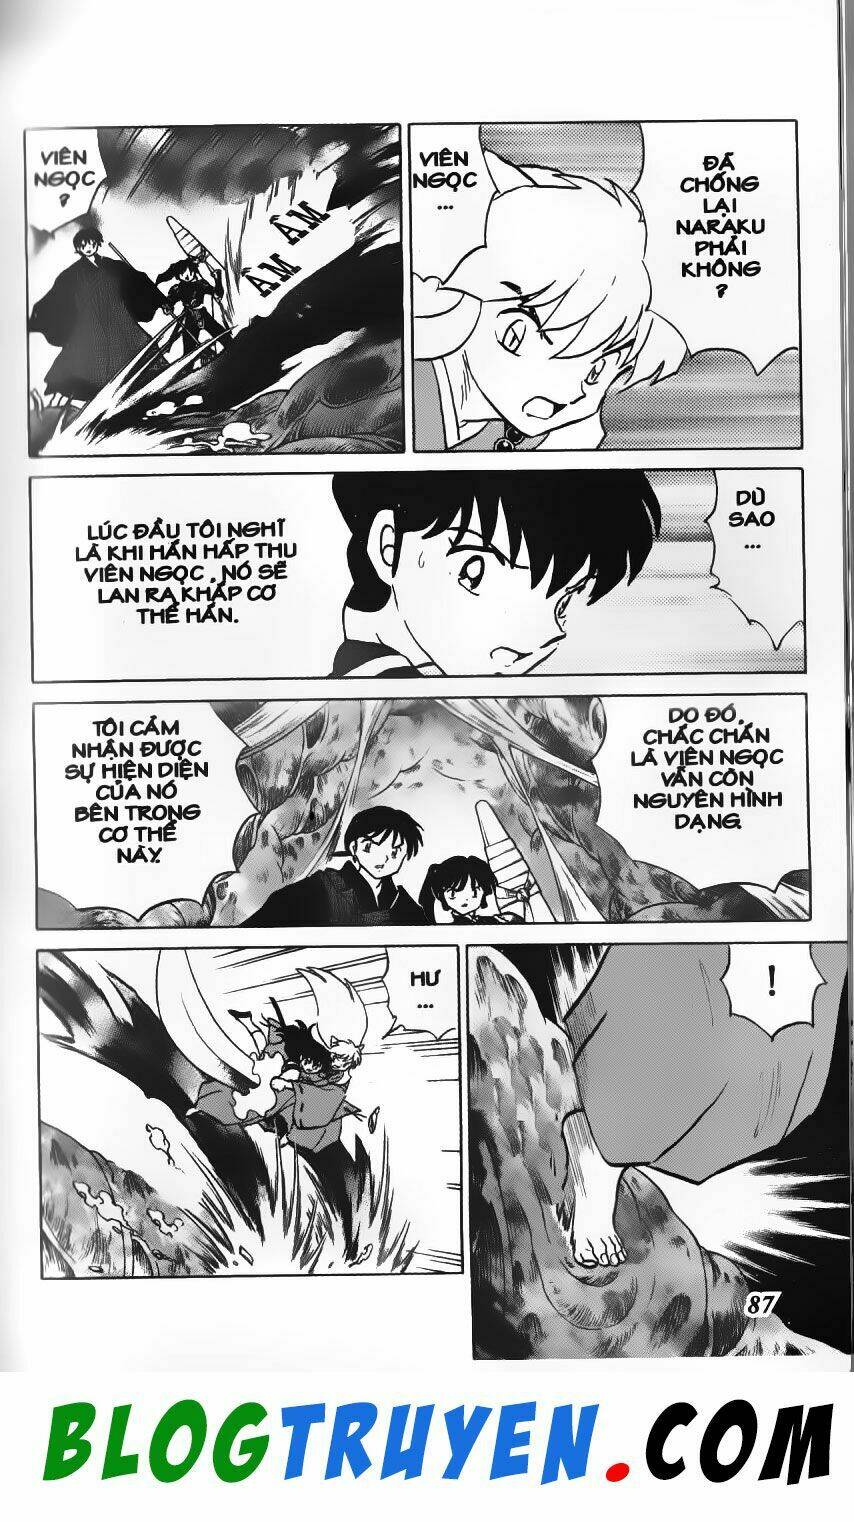 VIÊN
NGỌC
?
ẦM ẦM
VIÊN
NGỌC
...
ĐÁ
CHỐNG
LẠI
NARAKU
PHẢI
KHÔNG
?
LÚC ĐẦU TÔI NGHĨ
LÀ KHI HẮN HẤP THU
VIÊN NGỌC , NÓ SẼ
LAN RA KHẮP CƠ
THỂ HẮN.
DÙ
SAO
...
TÔI CẢM
NHẬN ĐƯỢC
SỰ HIỆN DIỆN
CỦA NÓ
BÊN TRONG
CƠ THỂ
NÀY.
DO ĐÓ,
CHẮC CHẮN
LÀ VIÊN NGỌC
VẪN CÒN
NGUYÊN HÌNH
DẠNG.
HƯ
...
!
87
BLOGTRUYEN.COM